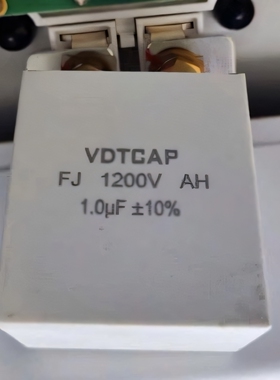 VDTCAP
FJ 1200V AH
1.0µF ±10%